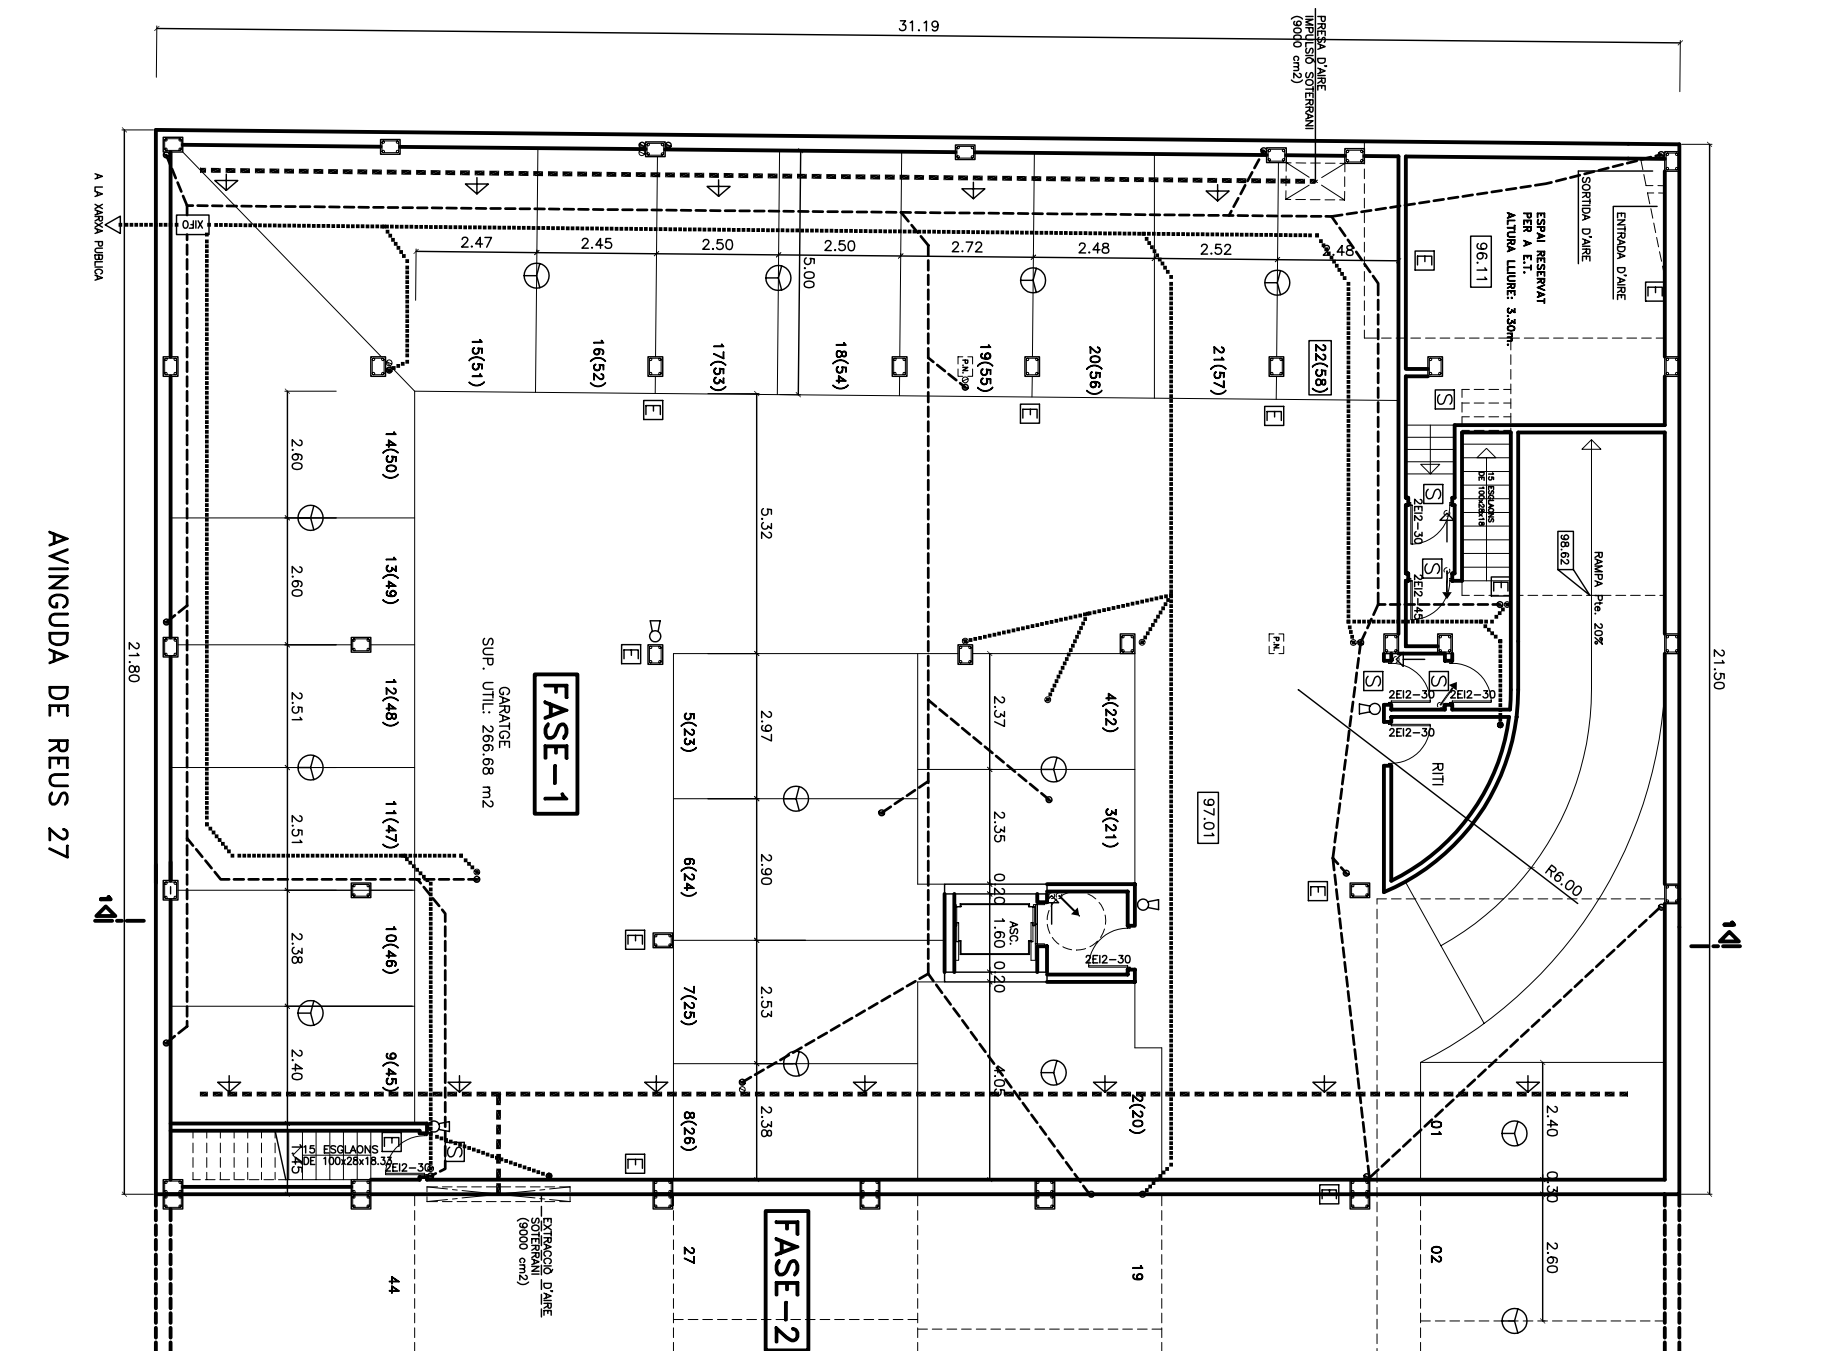 31.19
PRESA D'AIRE
IMPULSIÓ SOTERRANI
(9000 cm2)
A LA XARXA PUBLICA
XIFO
SORTIDA D'AIRE
ENTRADA D'AIRE
ESPAI RESERVAT
PER A E.T.
ALTURA LLIURE: 3.30m.
96.11
E
E
2.47
2.45
2.50
2.50
2.72
2.48
2.52
2.48
5.00
15(51)
16(52)
17(53)
18(54)
19(55)
P.N.
20(56)
21(57)
22(58)
E
E
E
S
15 ESGLAONS
DE 100x28x18
S
2EI2-30
S
2EI2-45
E
98.62
RAMPA Pte. 20%
2.60
14(50)
5.32
2.60
13(49)
AVINGUDA DE REUS 27
21.80
21.50
2.51
12(48)
SUP. UTIL: 266.68 m2
GARATGE
FASE-1
E
5(23)
2.97
2.37
4(22)
P.N.
S
S
2EI2-30
2EI2-30
2EI2-30
RITI
R6.00
2.51
11(47)
6(24)
2.90
2.35
3(21)
97.01
E
0.20
1.60
0.20
ASC.
2EI2-30
1
1
2.38
10(46)
E
7(25)
2.53
2.40
9(45)
4.05
2(20)
8(26)
2.38
E
01
2.40
0.30
2.60
15 ESGLAONS
DE 100x28x18.33
1.45
E
2EI2-30
S
E
EXTRACCIÓ D'AIRE
SOTERRANI
(9000 cm2)
44
27
FASE-2
19
02